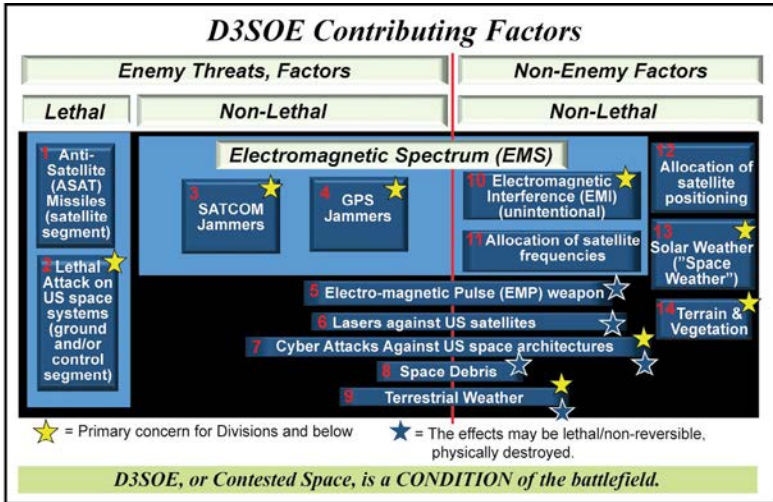 D3SOE Contributing Factors
Enemy Threats, Factors
Non-Enemy Factors
Lethal
Non-Lethal
Non-Lethal
Electromagnetic Spectrum (EMS)
1 Anti-
Satellite
(ASAT)
Missiles
(satellite
segment)
2 Lethal
Attack on
US space
systems
(ground
and/or
control
segment)
3
SATCOM
Jammers
4 GPS
Jammers
10 Electromagnetic
Interference (EMI)
(unintentional)
11 Allocation of satellite
frequencies
12
Allocation of
satellite
positioning
13
Solar Weather
("Space
Weather")
14 Terrain &
Vegetation
5 Electro-magnetic Pulse (EMP) weapon
6 Lasers against US satellites
7 Cyber Attacks Against US space architectures
8 Space Debris
9 Terrestrial Weather
= Primary concern for Divisions and below
= The effects may be lethal/non-reversible,
physically destroyed.
D3SOE, or Contested Space, is a CONDITION of the battlefield.